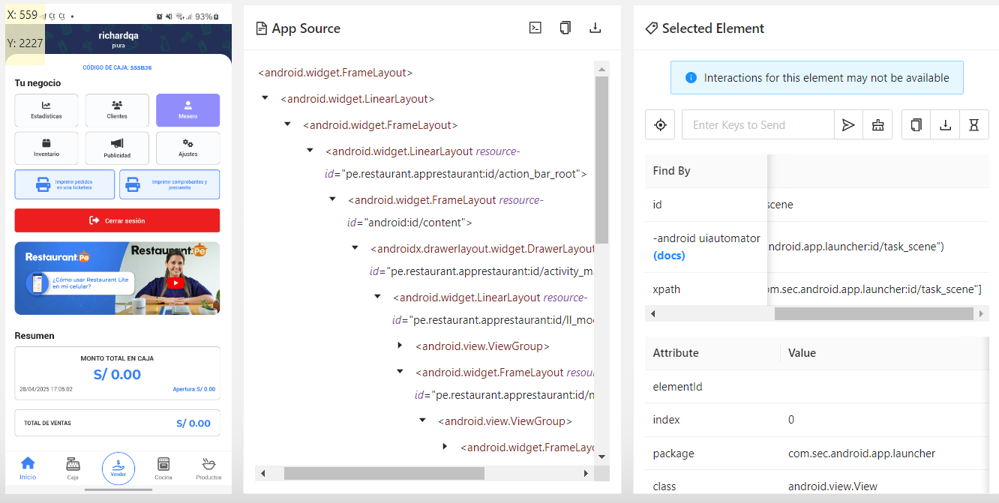 X: 559
93%
Y: 2227
richardqa
piura
CÓDIGO DE CAJA: 555BJ6
Tu negocio
Estadísticas
Clientes
Mesero
Inventario
Publicidad
Ajustes
Imprimir pedidos
en una ticketera
Imprimir comprobantes y
precuenta
Cerrar sesión
Restaurant.Pe
Restaurant.Pe
¿Cómo usar Restaurant Lite
en mi celular?
Resumen
MONTO TOTAL EN CAJA
S/ 0.00
28/04/2025 17:05:02
Apertura:S/ 0.00
TOTAL DE VENTAS
S/ 0.00
Inicio
Caja
Vender
Cocina
Productos
App Source
<android.widget.FrameLayout>
<android.widget.LinearLayout>
<android.widget.FrameLayout>
<android.widget.LinearLayout resource-
id="pe.restaurant.apprestaurant:id/action_bar_root">
<android.widget.FrameLayout resource-
id="android:id/content">
<androidx.drawerlayout.widget.DrawerLayout
id="pe.restaurant.apprestaurant:id/activity_ma
<android.widget.LinearLayout resource-
id="pe.restaurant.apprestaurant:id/ll_mo
<android.view.ViewGroup>
<android.widget.FrameLayout resou
id="pe.restaurant.apprestaurant:id/n
<android.view.ViewGroup>
<android.widget.FrameLayo
Selected Element
Interactions for this element may not be available
Enter Keys to Send
Find By
id
scene
-android uiautomator
(docs)
ndroid.app.launcher:id/task_scene")
xpath
om.sec.android.app.launcher:id/task_scene"]
Attribute
Value
elementId
index
0
package
com.sec.android.app.launcher
class
android.view.View